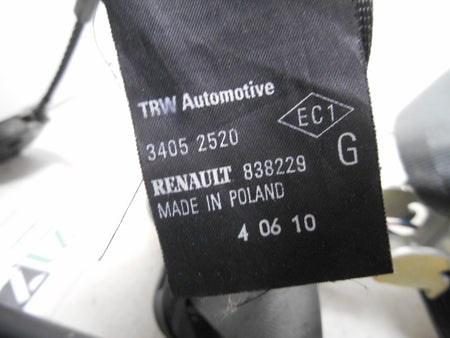 TRW Automotive
EC1
3405 2520
G
RENAULT 838229
MADE IN POLAND
4 06 10